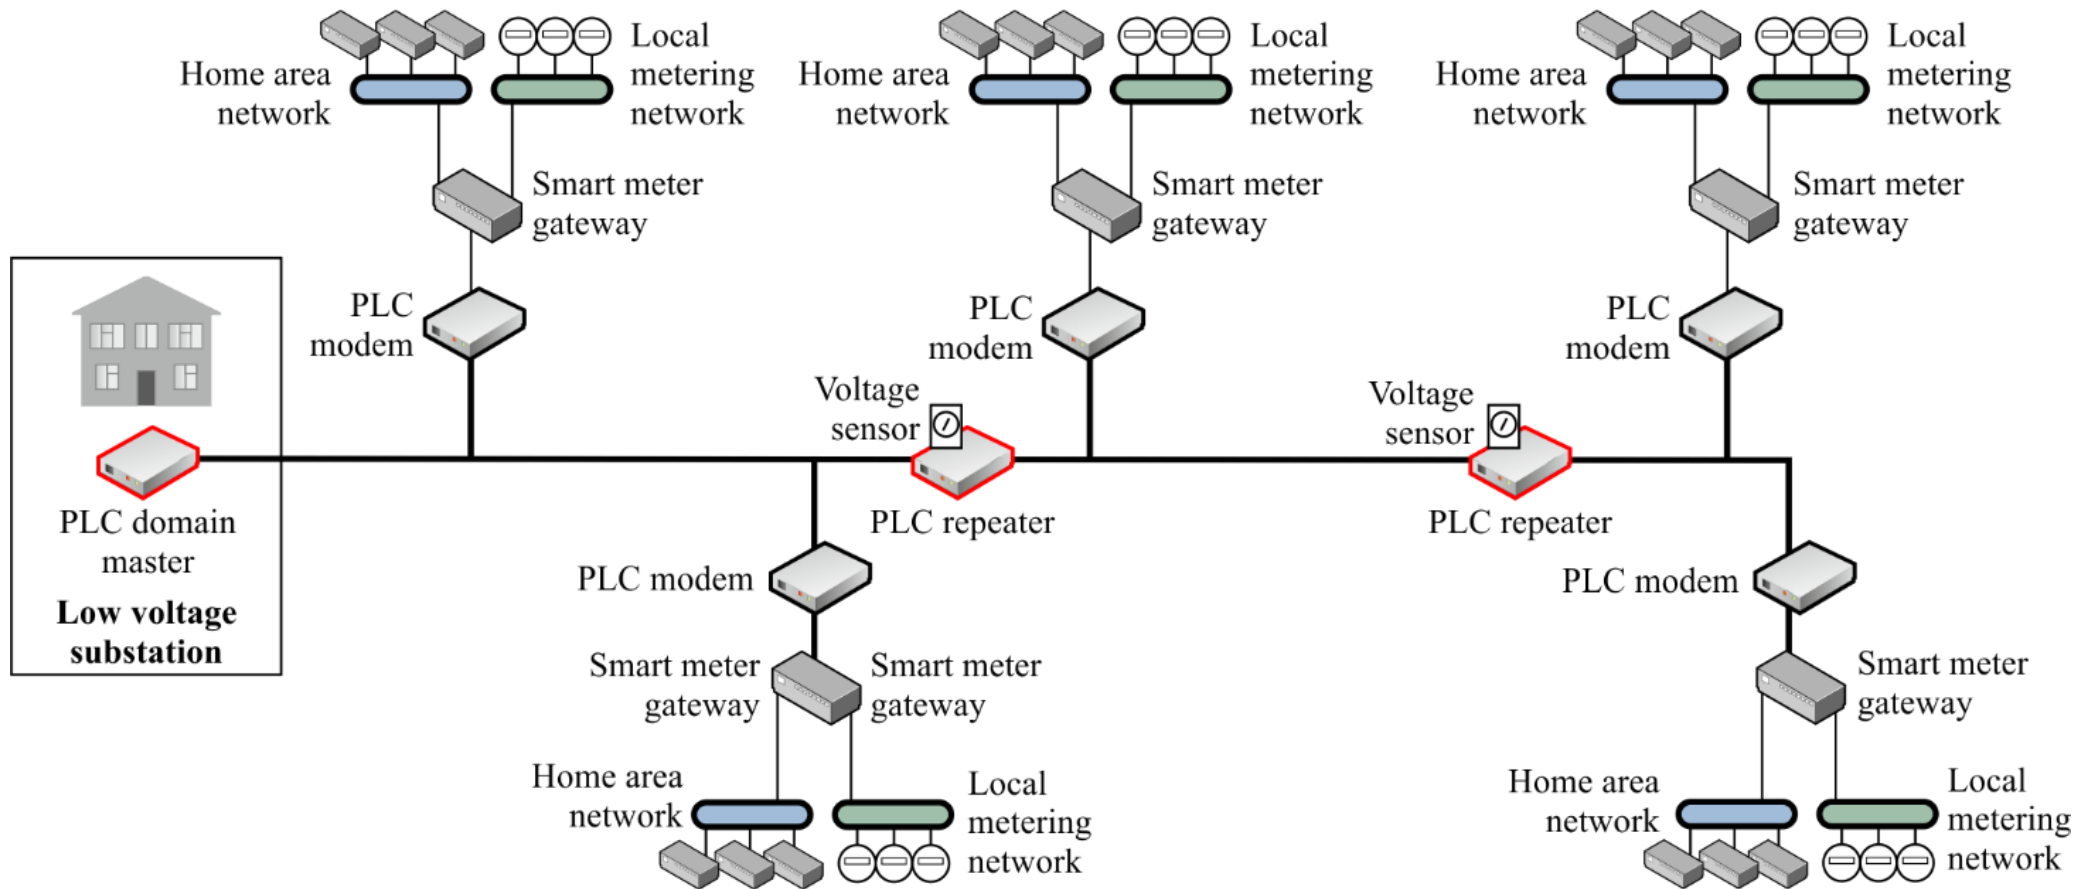 Home area
network
Local
metering
network
Home area
network
Local
metering
network
Home area
network
Local
metering
network
Smart meter
gateway
Smart meter
gateway
Smart meter
gateway
PLC
modem
PLC
modem
PLC
modem
Voltage
sensor
Voltage
sensor
PLC domain
master
Low voltage
substation
PLC repeater
PLC repeater
PLC modem
PLC modem
Smart meter
gateway
Smart meter
gateway
Smart meter
gateway
Home area
network
Local
metering
network
Home area
network
Local
metering
network